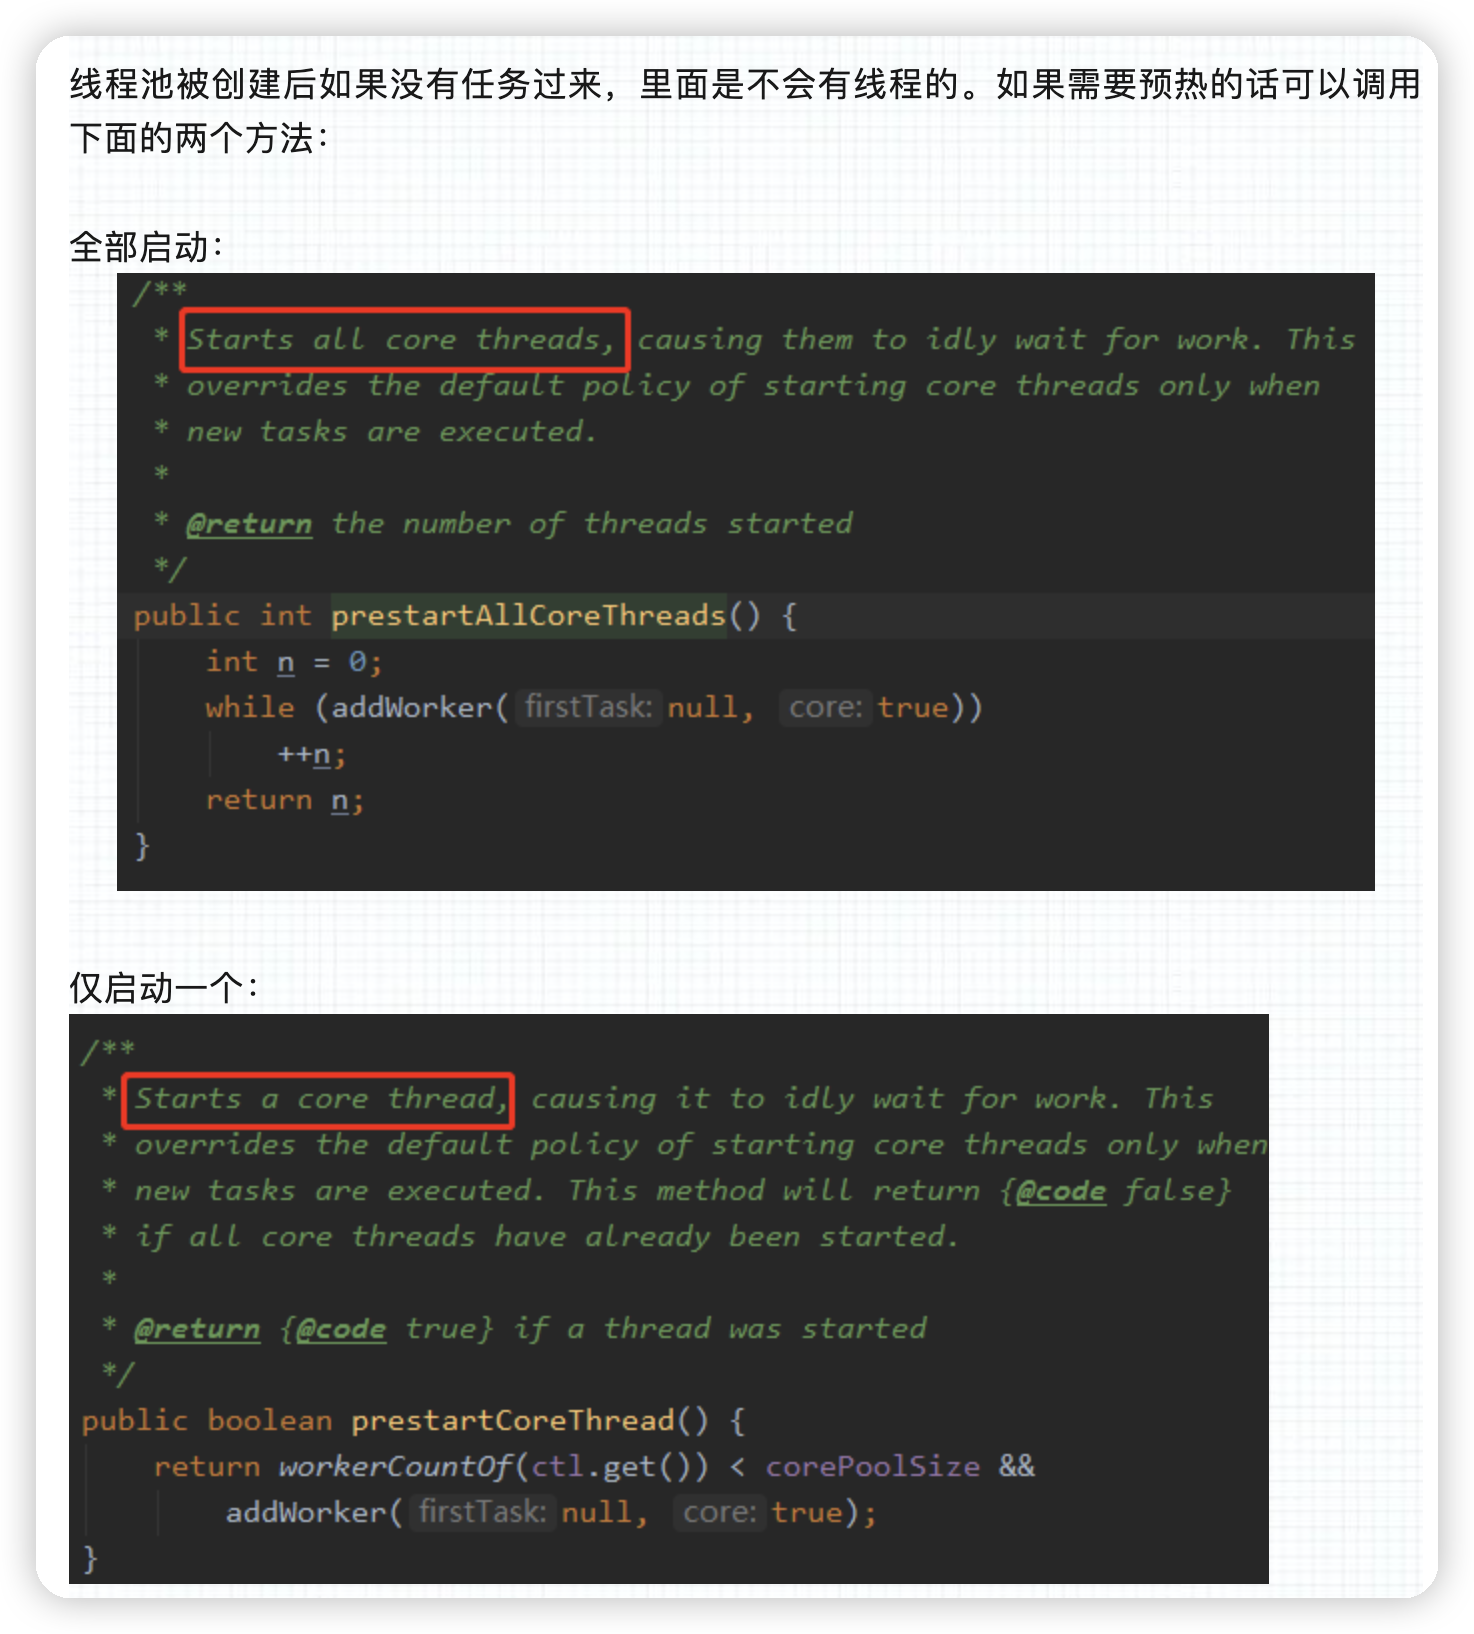 线程池被创建后如果没有任务过来，里面是不会有线程的。如果需要预热的话可以调用
下面的两个方法：
全部启动：
/**
 * Starts all core threads, causing them to idly wait for work. This
 * overrides the default policy of starting core threads only when
 * new tasks are executed.
 *
 * @return the number of threads started
 */
public int prestartAllCoreThreads() {
    int n = 0;
    while (addWorker( firstTask: null,  core: true))
        ++n;
    return n;
}
仅启动一个：
/**
 * Starts a core thread, causing it to idly wait for work. This
 * overrides the default policy of starting core threads only when
 * new tasks are executed. This method will return {@code false}
 * if all core threads have already been started.
 *
 * @return {@code true} if a thread was started
 */
public boolean prestartCoreThread() {
    return workerCountOf(ctl.get()) < corePoolSize &&
        addWorker( firstTask: null,  core: true);
}